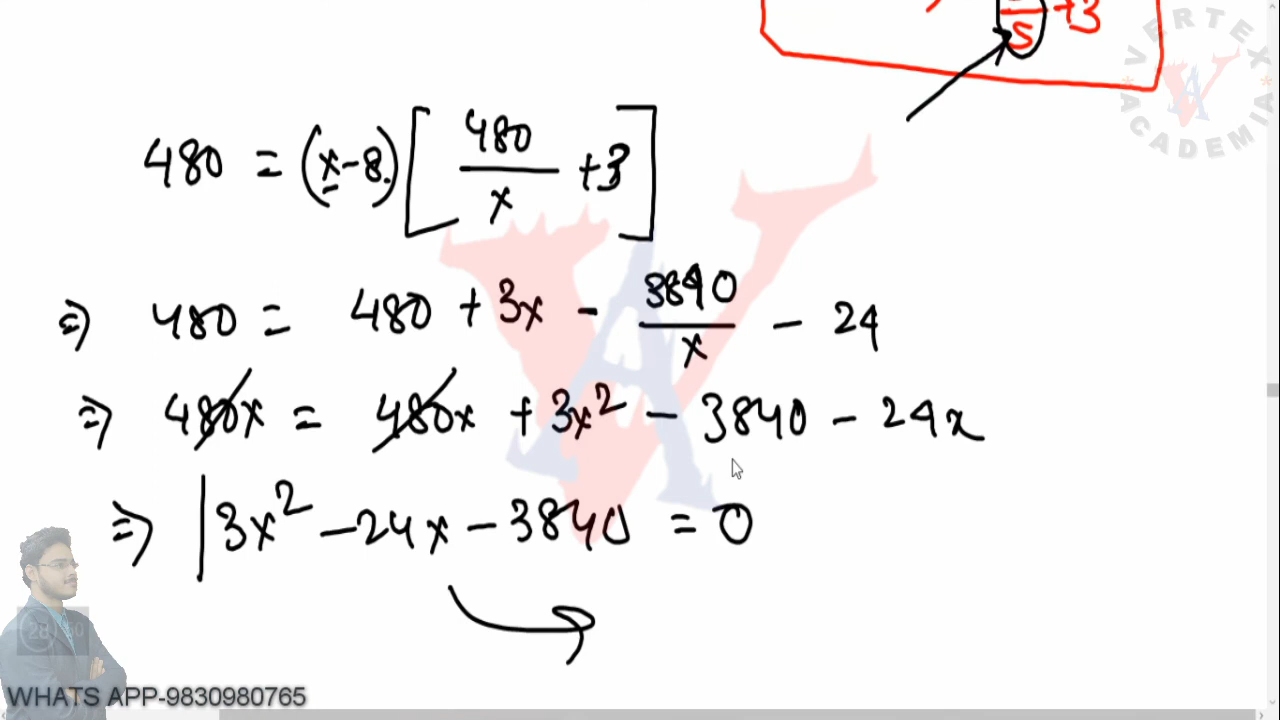 s +3
VERTEX ACADEMIA
480 = (x-8) [ 480/x +3 ]
⇒ 480 = 480 + 3x - 3840/x - 24
⇒ 480x = 480x + 3x² - 3840 - 24x
⇒ 3x² - 24x - 3840 = 0
WHATS APP-9830980765